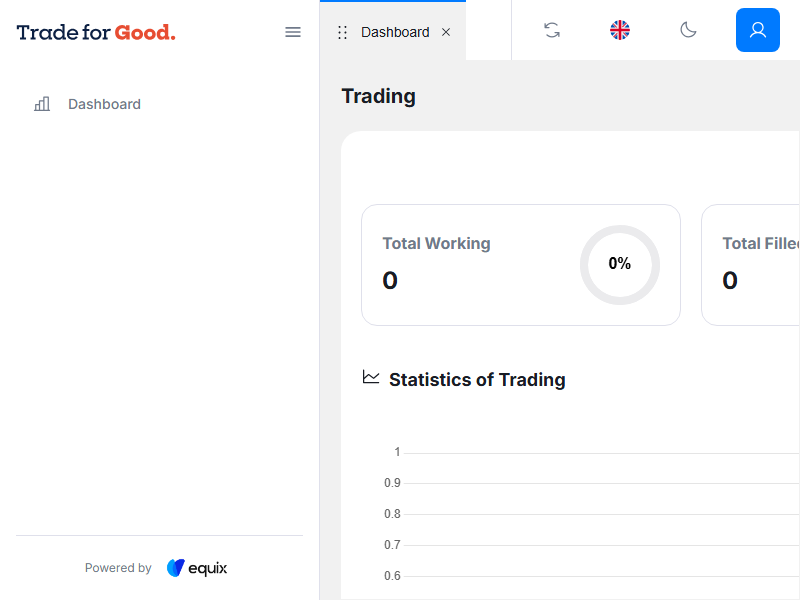 Trade for Good.
Dashboard
Dashboard
Trading
Total Working
0
0%
Total Filled
0
Statistics of Trading
1
0.9
0.8
0.7
0.6
Powered by equix